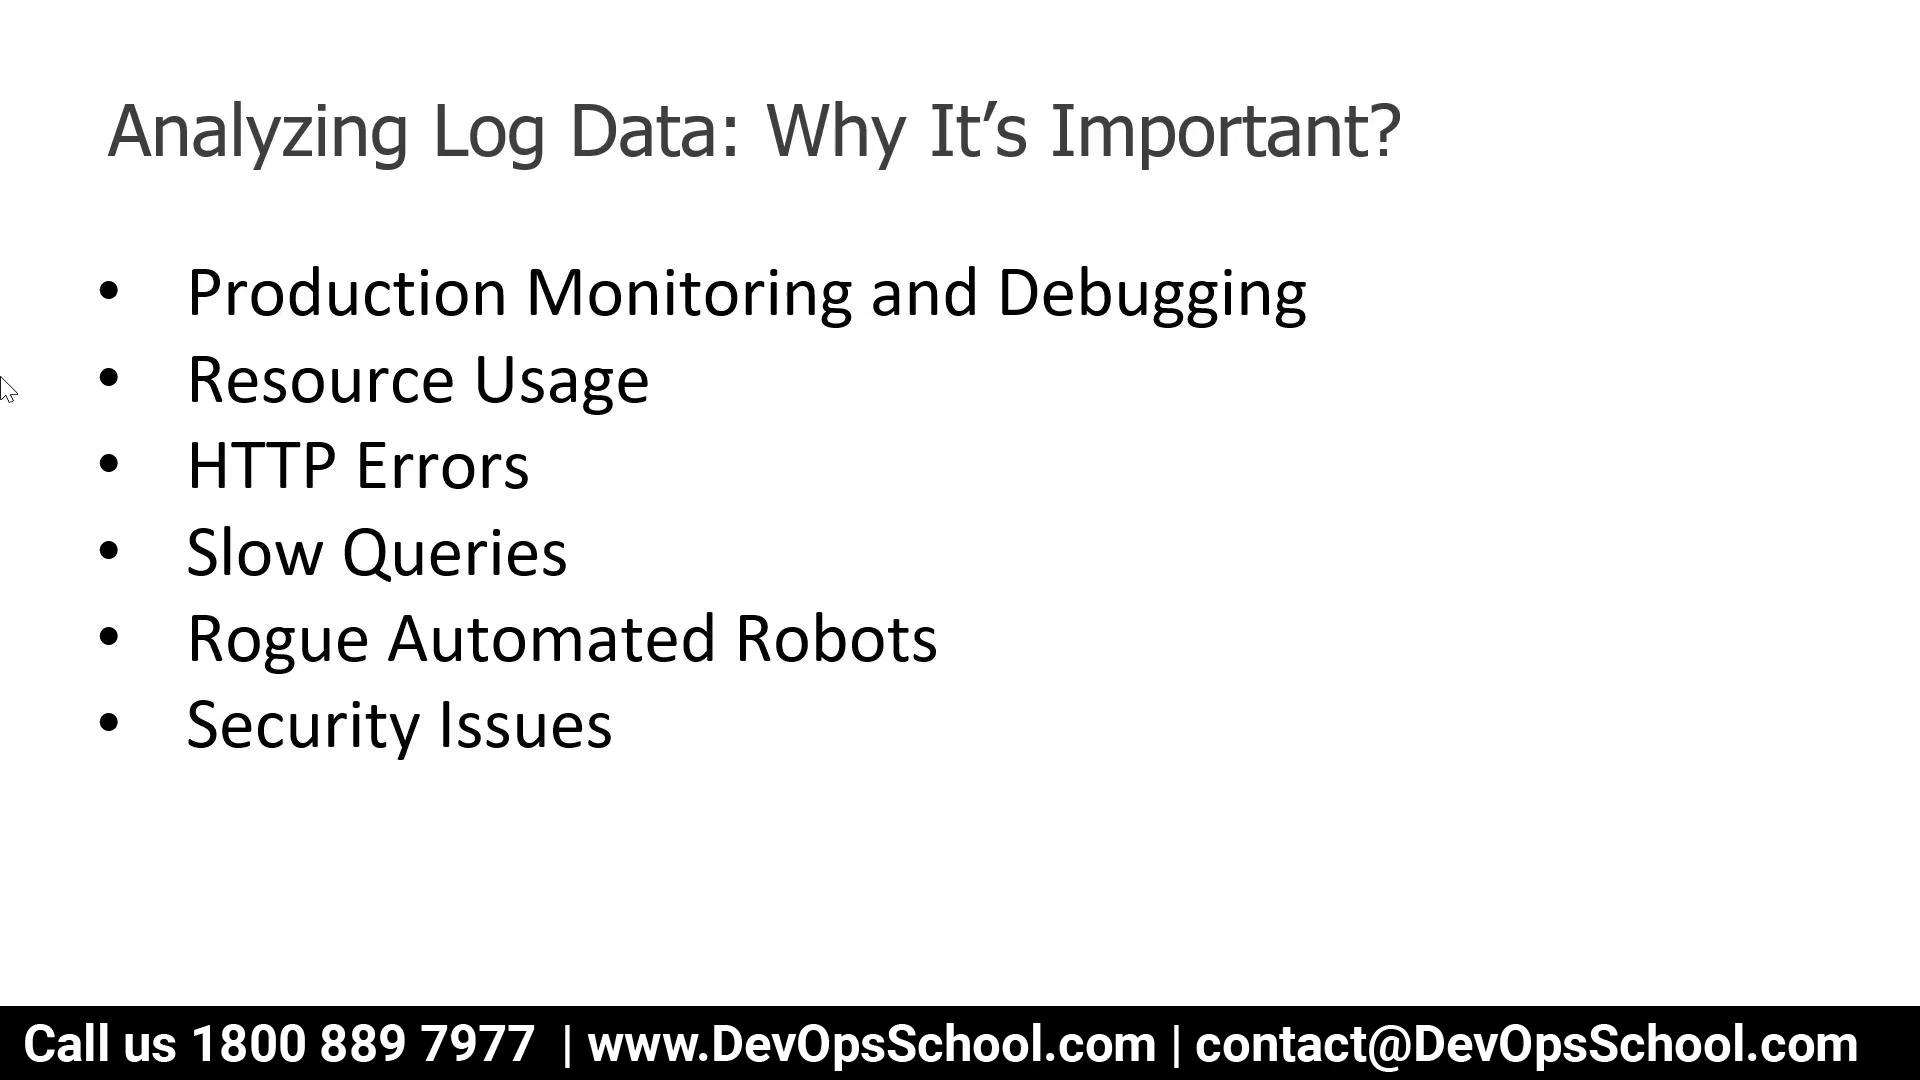 Analyzing Log Data: Why It’s Important?
• Production Monitoring and Debugging
• Resource Usage
• HTTP Errors
• Slow Queries
• Rogue Automated Robots
• Security Issues
Call us 1800 889 7977 | www.DevOpsSchool.com | contact@DevOpsSchool.com